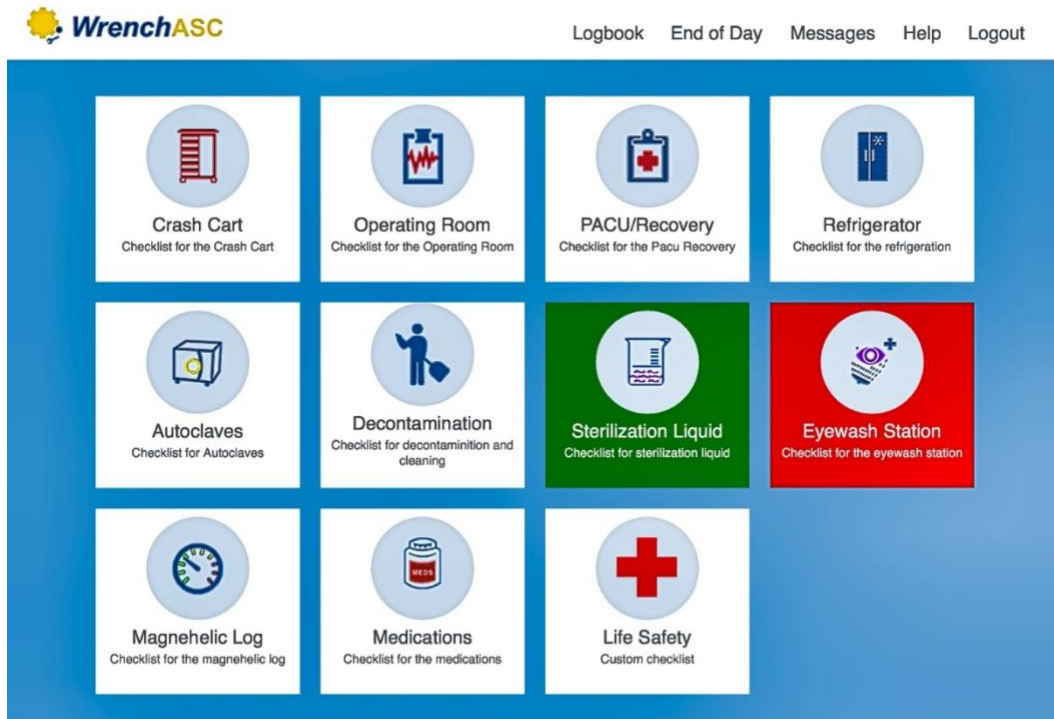 WrenchASC
Logbook End of Day Messages Help Logout
Crash Cart
Checklist for the Crash Cart
Operating Room
Checklist for the Operating Room
PACU/Recovery
Checklist for the Pacu Recovery
Refrigerator
Checklist for the refrigeration
Autoclaves
Checklist for Autoclaves
Decontamination
Checklist for decontaminition and
cleaning
Sterilization Liquid
Checklist for sterilization liquid
Eyewash Station
Checklist for the eyewash station
Magnehelic Log
Checklist for the magnehelic log
MEDS
Medications
Checklist for the medications
Life Safety
Custom checklist